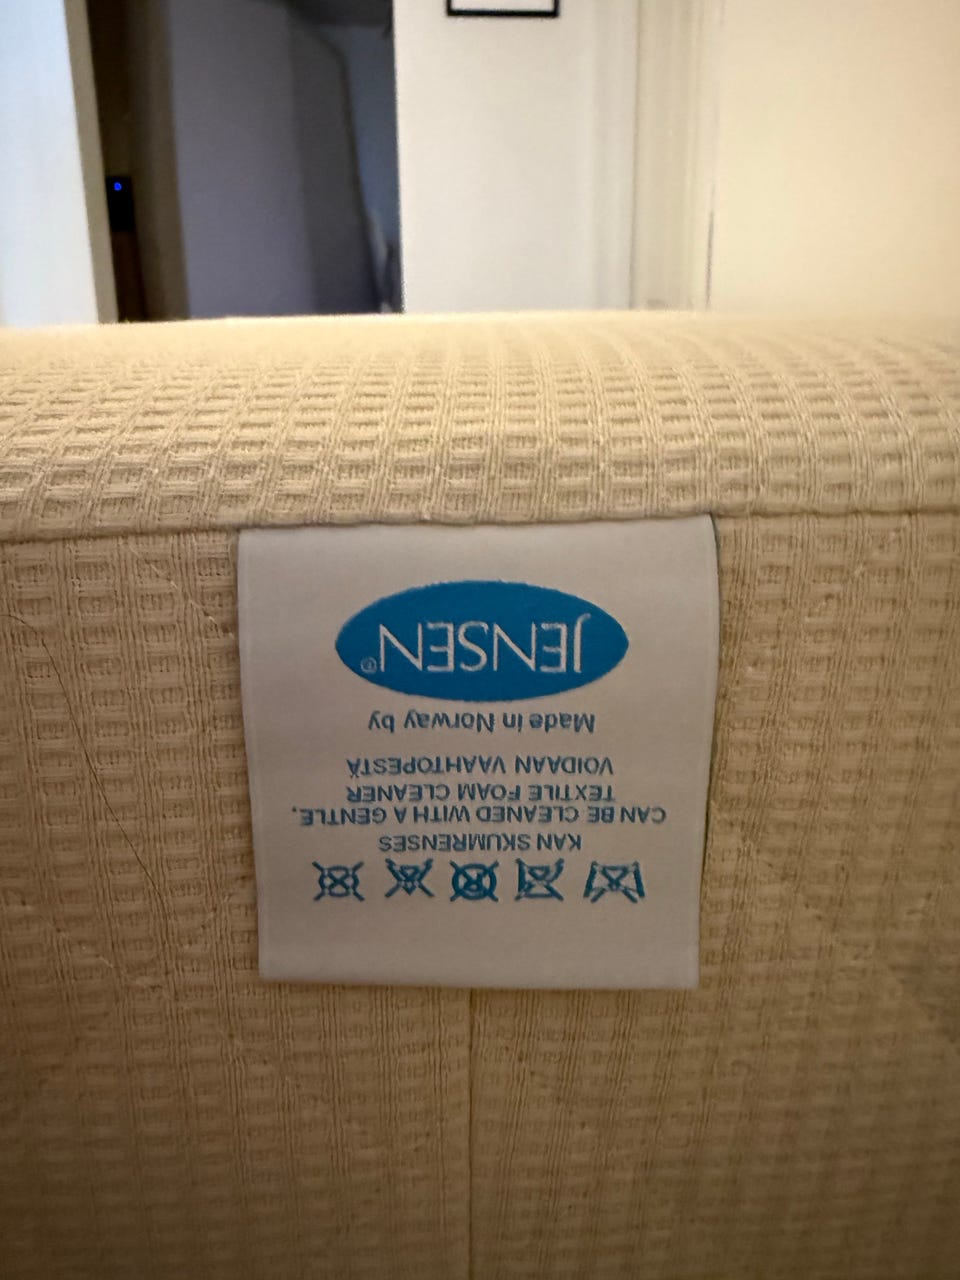 KAN SKUMRENSES
CAN BE CLEANED WITH A GENTLE.
TEXTILE FOAM CLEANER
VOIDAAN VAAHTOPESTÄ
Made in Norway by
JENSEN®